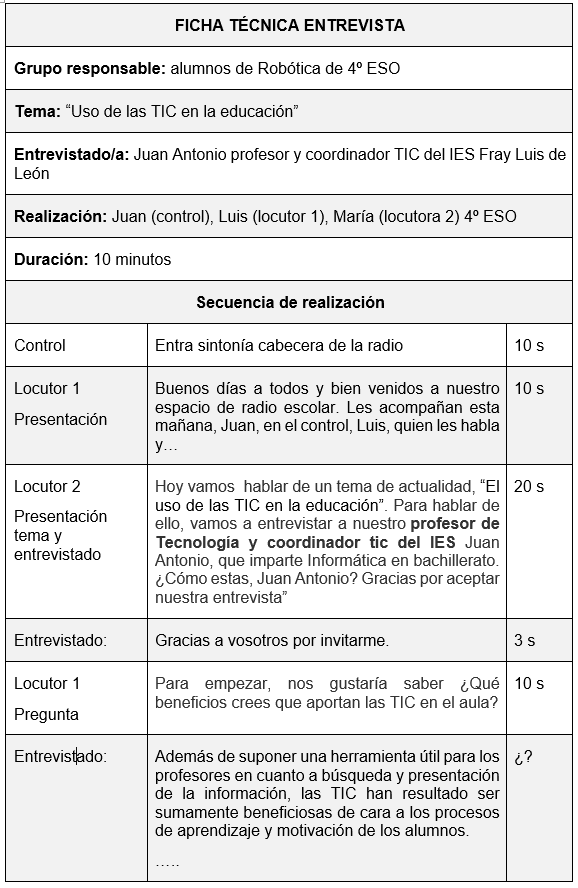 FICHA TÉCNICA ENTREVISTA
Grupo responsable: alumnos de Robótica de 4º ESO
Tema: “Uso de las TIC en la educación”
Entrevistado/a: Juan Antonio profesor y coordinador TIC del IES Fray Luis de
León
Realización: Juan (control), Luis (locutor 1), María (locutora 2) 4º ESO
Duración: 10 minutos
Secuencia de realización
Control
Entra sintonía cabecera de la radio
10 s
Locutor 1
Presentación
Buenos días a todos y bien venidos a nuestro
espacio de radio escolar. Les acompañan esta
mañana, Juan, en el control, Luis, quien les habla
y…
10 s
Locutor 2
Presentación
tema y
entrevistado
Hoy vamos hablar de un tema de actualidad, “El
uso de las TIC en la educación”. Para hablar de
ello, vamos a entrevistar a nuestro profesor de
Tecnología y coordinador tic del IES Juan
Antonio, que imparte Informática en bachillerato.
¿Cómo estas, Juan Antonio? Gracias por aceptar
nuestra entrevista”
20 s
Entrevistado:
Gracias a vosotros por invitarme.
3 s
Locutor 1
Pregunta
Para empezar, nos gustaría saber ¿Qué
beneficios crees que aportan las TIC en el aula?
10 s
Entrevistado:
Además de suponer una herramienta útil para los
profesores en cuanto a búsqueda y presentación
de la información, las TIC han resultado ser
sumamente beneficiosas de cara a los procesos
de aprendizaje y motivación de los alumnos.
…..
¿?